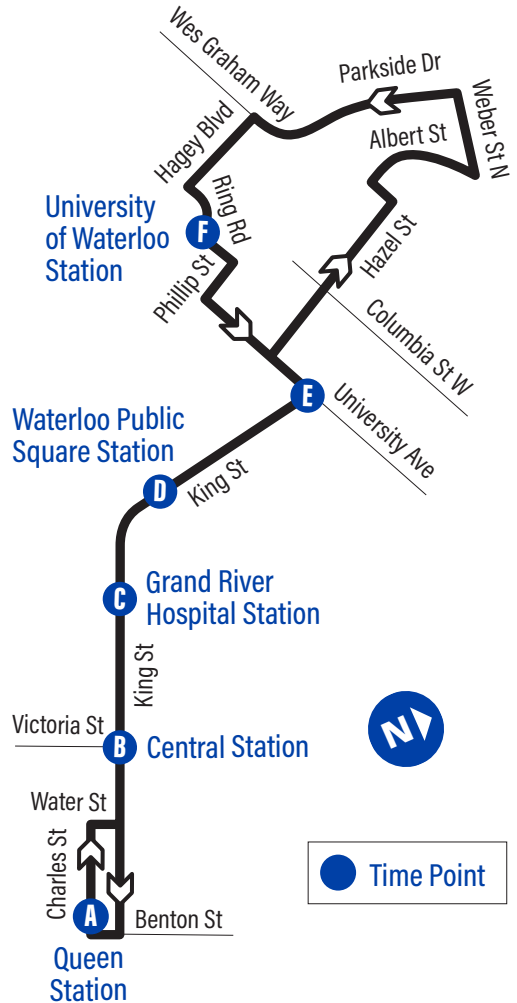 Wes Graham Way
Parkside Dr
Weber St N
Albert St
Hagey Blvd
Ring Rd
University
of Waterloo
Station
F
Hazel St
Phillip St
Columbia St W
E
University Ave
Waterloo Public
Square Station
D
King St
C
Grand River
Hospital Station
King St
Victoria St
B
Central Station
N
Water St
Charles St
A
Benton St
Time Point
Queen
Station